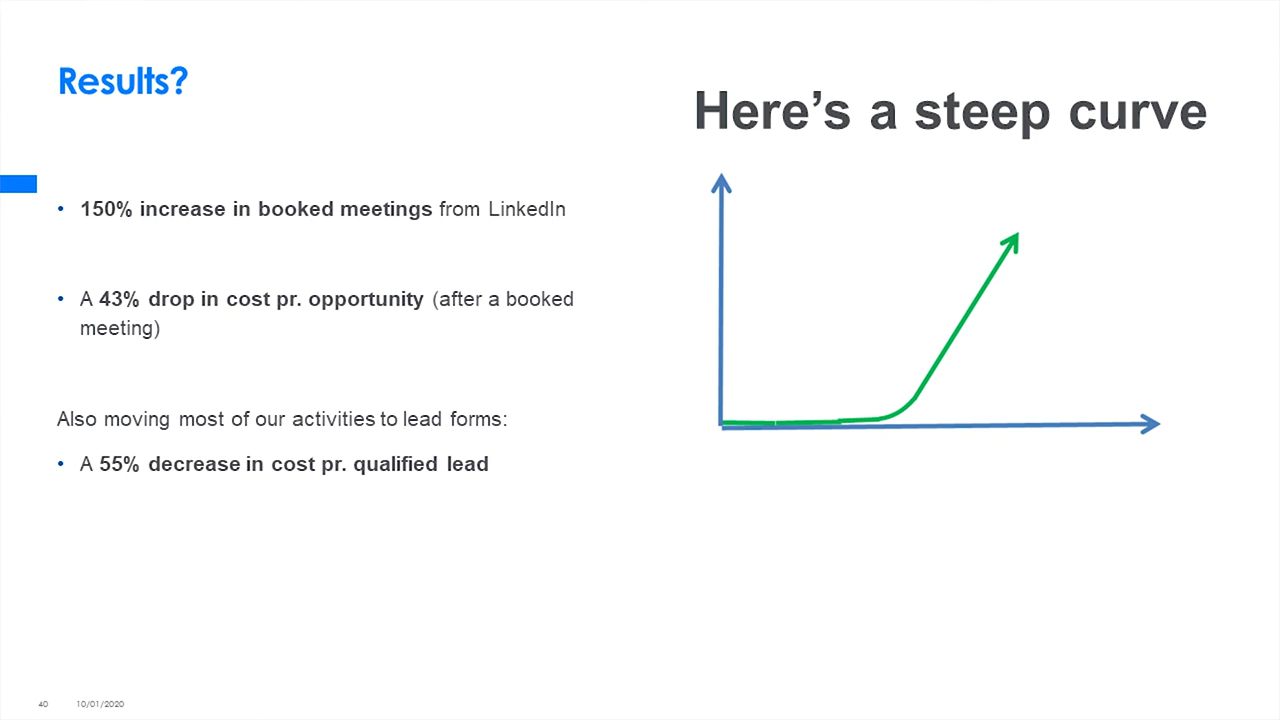 Results?
Here’s a steep curve
• 150% increase in booked meetings from LinkedIn
• A 43% drop in cost pr. opportunity (after a booked
meeting)
Also moving most of our activities to lead forms:
• A 55% decrease in cost pr. qualified lead
40 10/01/2020